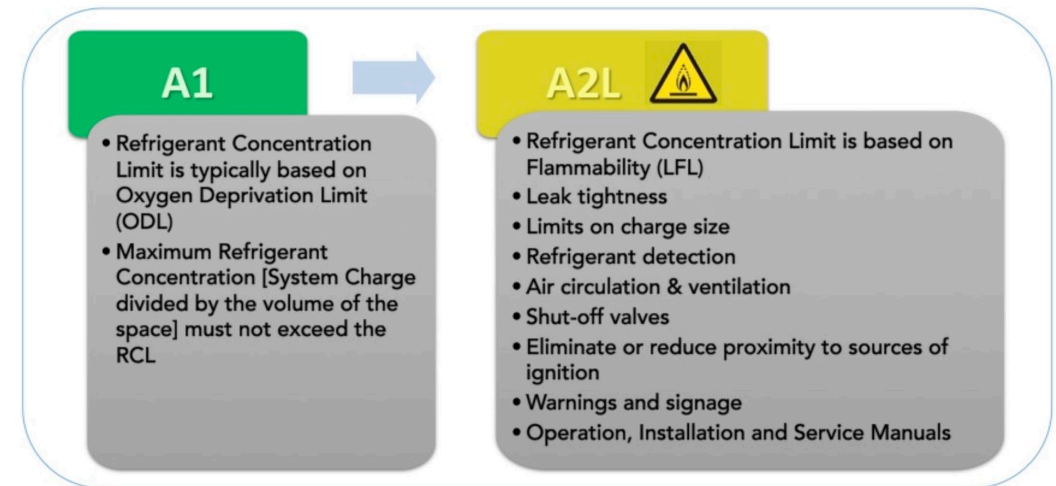 A1
• Refrigerant Concentration
Limit is typically based on
Oxygen Deprivation Limit
(ODL)
• Maximum Refrigerant
Concentration [System Charge
divided by the volume of the
space] must not exceed the
RCL
A2L
• Refrigerant Concentration Limit is based on
Flammability (LFL)
• Leak tightness
• Limits on charge size
• Refrigerant detection
• Air circulation & ventilation
• Shut-off valves
• Eliminate or reduce proximity to sources of
ignition
• Warnings and signage
• Operation, Installation and Service Manuals